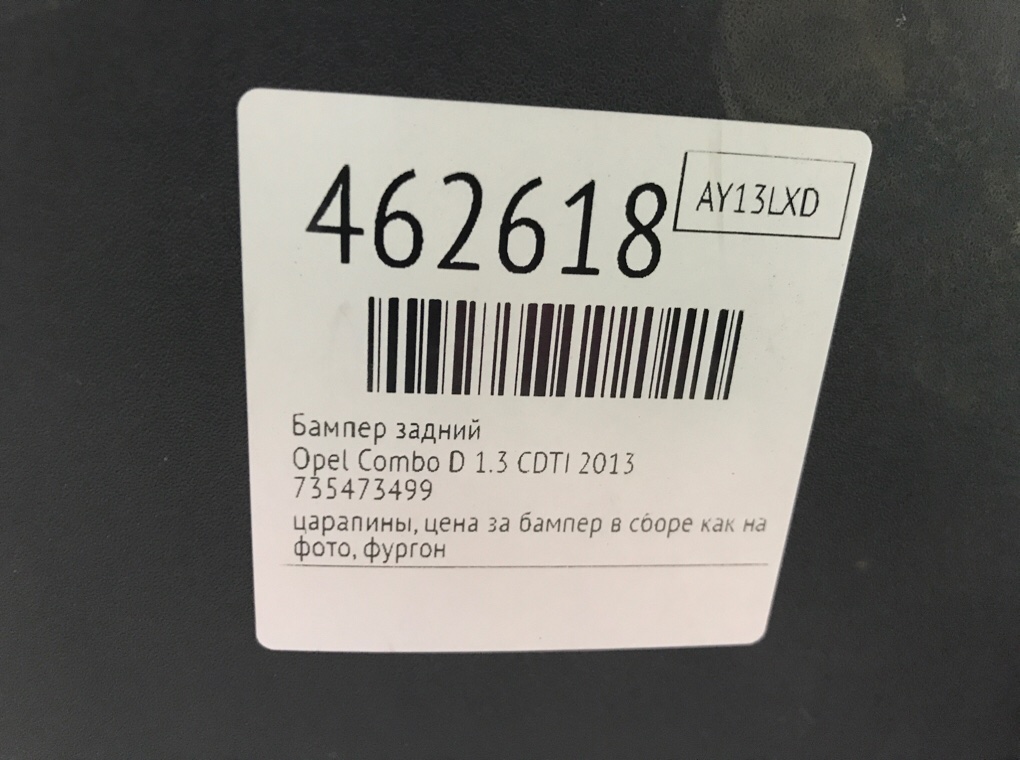 462618
AY13LXD
Бампер задний
Opel Combo D 1.3 CDTI 2013
735473499
царапины, цена за бампер в сборе как на
фото, фургон